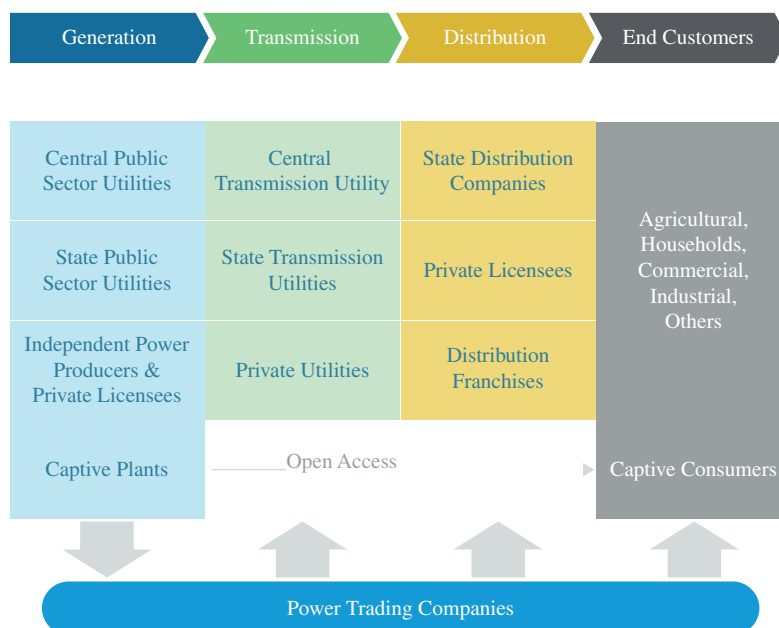 Generation
Transmission
Distribution
End Customers
Central Public
Sector Utilities
Central
Transmission Utility
State Distribution
Companies
State Public
Sector Utilities
State Transmission
Utilities
Private Licensees
Agricultural,
Households,
Commercial,
Industrial,
Others
Independent Power
Producers &
Private Licensees
Private Utilities
Distribution
Franchises
Captive Plants
Open Access
Captive Consumers
Power Trading Companies